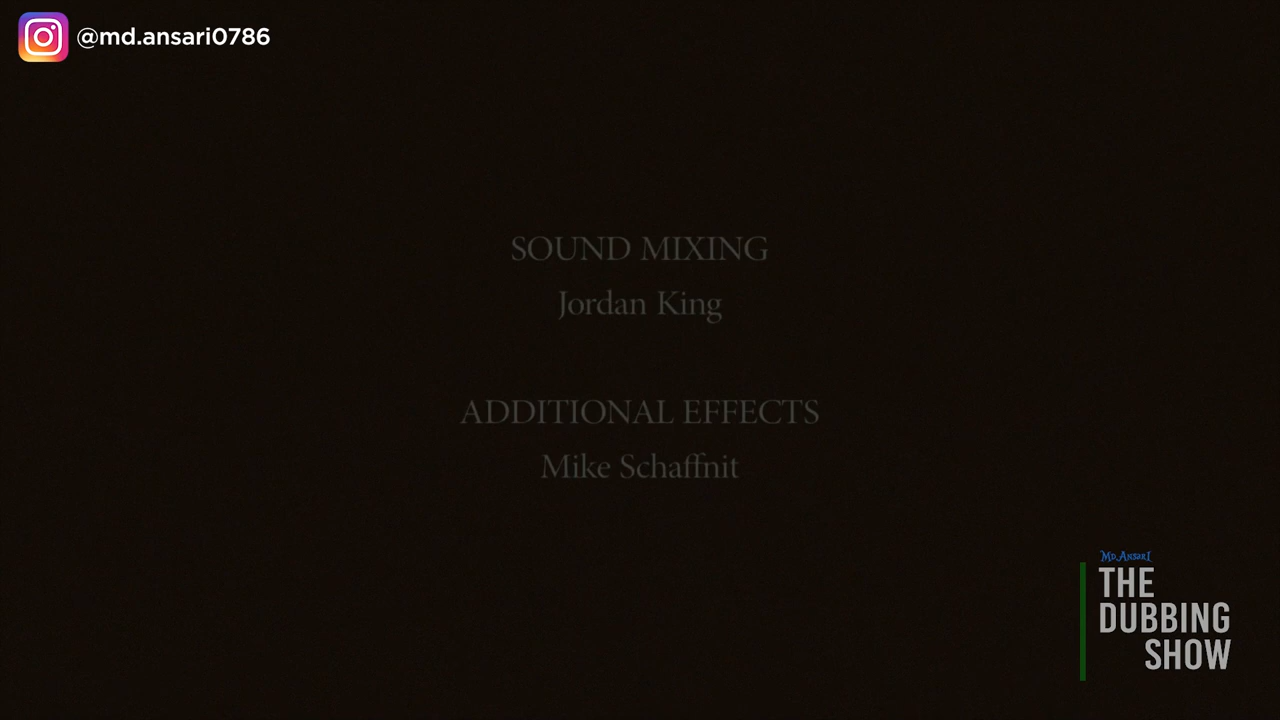 @md.ansari0786
SOUND MIXING
Jordan King
ADDITIONAL EFFECTS
Mike Schaffnit
Md.AnsarI
THE
DUBBING
SHOW